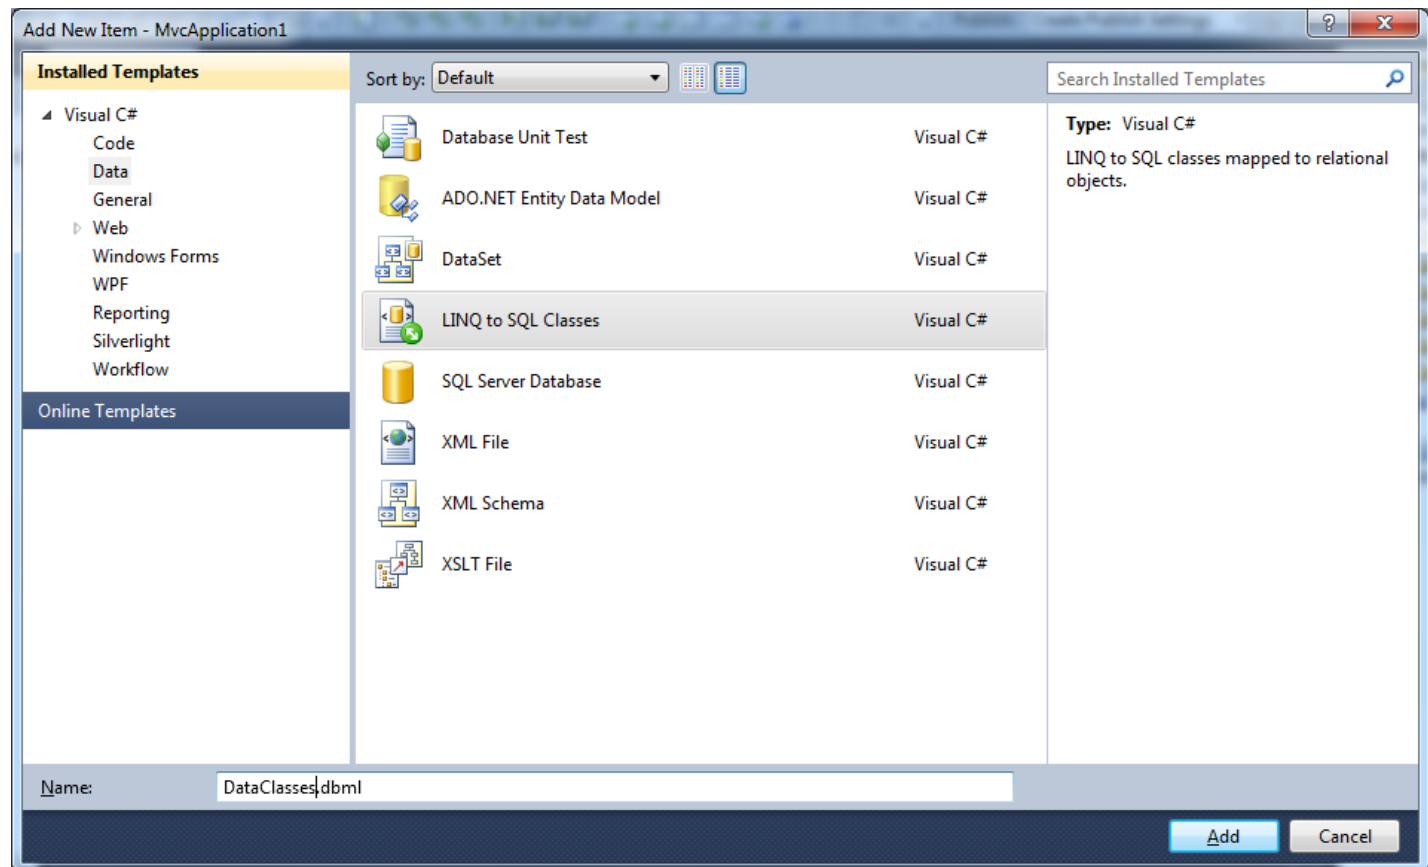 Add New Item - MvcApplication1
Installed Templates
Visual C#
Code
Data
General
Web
Windows Forms
WPF
Reporting
Silverlight
Workflow
Online Templates
Sort by: Default
Database Unit Test Visual C#
ADO.NET Entity Data Model Visual C#
DataSet Visual C#
LINQ to SQL Classes Visual C#
SQL Server Database Visual C#
XML File Visual C#
XML Schema Visual C#
XSLT File Visual C#
Search Installed Templates
Type: Visual C#
LINQ to SQL classes mapped to relational
objects.
Name: DataClasses.dbml
Add Cancel